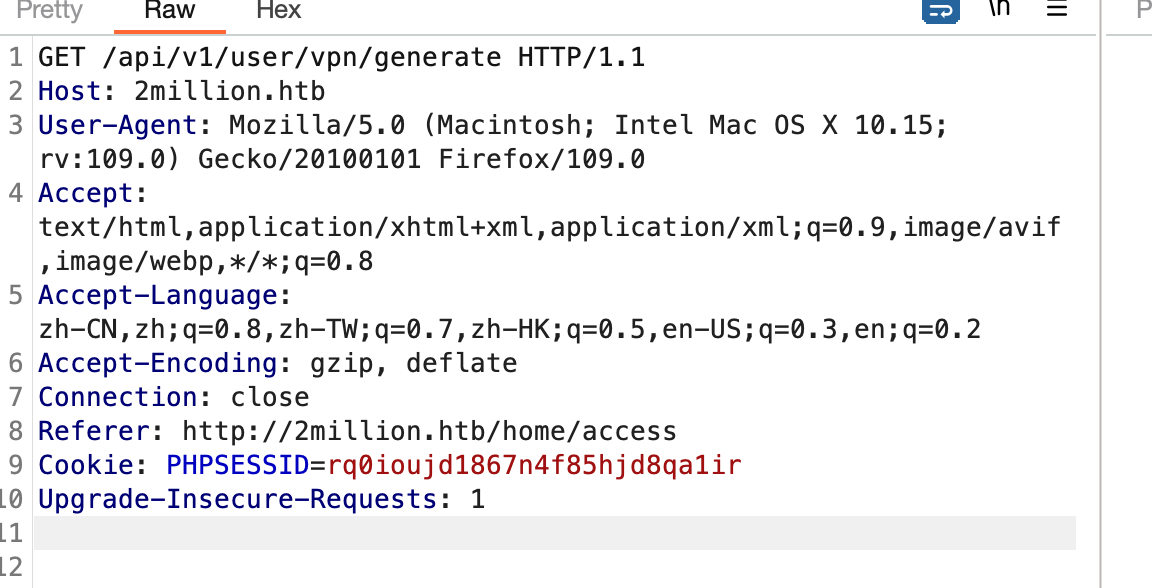 Pretty Raw Hex \n P
1 GET /api/v1/user/vpn/generate HTTP/1.1
2 Host: 2million.htb
3 User-Agent: Mozilla/5.0 (Macintosh; Intel Mac OS X 10.15;
rv:109.0) Gecko/20100101 Firefox/109.0
4 Accept:
text/html,application/xhtml+xml,application/xml;q=0.9,image/avif
,image/webp,*/*;q=0.8
5 Accept-Language:
zh-CN,zh;q=0.8,zh-TW;q=0.7,zh-HK;q=0.5,en-US;q=0.3,en;q=0.2
6 Accept-Encoding: gzip, deflate
7 Connection: close
8 Referer: http://2million.htb/home/access
9 Cookie: PHPSESSID=rq0ioujd1867n4f85hjd8qa1ir
10 Upgrade-Insecure-Requests: 1
11
12